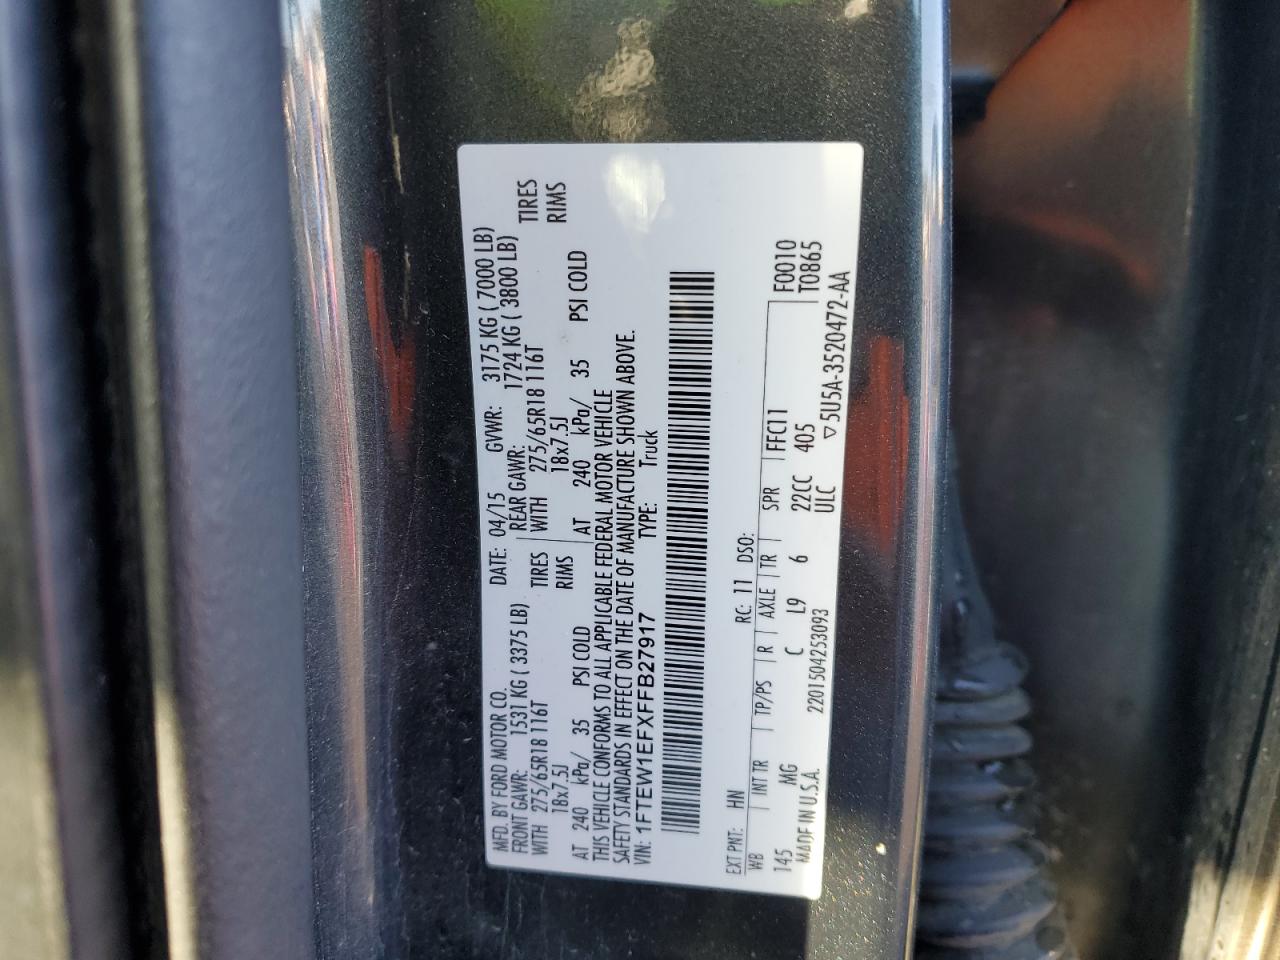 MFD. BY FORD MOTOR CO. DATE: 04/15 GVWR: 3175 KG ( 7000 LB)
FRONT GAWR: 1531 KG ( 3375 LB) REAR GAWR: 1724 KG ( 3800 LB)
WITH 275/65R18 116T TIRES WITH 275/65R18 116T TIRES
18x7.5J RIMS 18x7.5J RIMS
AT 240 kPa/ 35 PSI COLD AT 240 kPa/ 35 PSI COLD
THIS VEHICLE CONFORMS TO ALL APPLICABLE FEDERAL MOTOR VEHICLE
SAFETY STANDARDS IN EFFECT ON THE DATE OF MANUFACTURE SHOWN ABOVE.
VIN: 1FTEW1EFXFFB27917 TYPE: Truck
EXT PNT: HN RC: 11 DSO: F0010
WB INT TR TP/PS R AXLE TR SPR FFC11 T0865
145 MG C L9 6 22CC 405
MADE IN U.S.A. 2201504253093 ULC ▽5U5A-3520472-AA